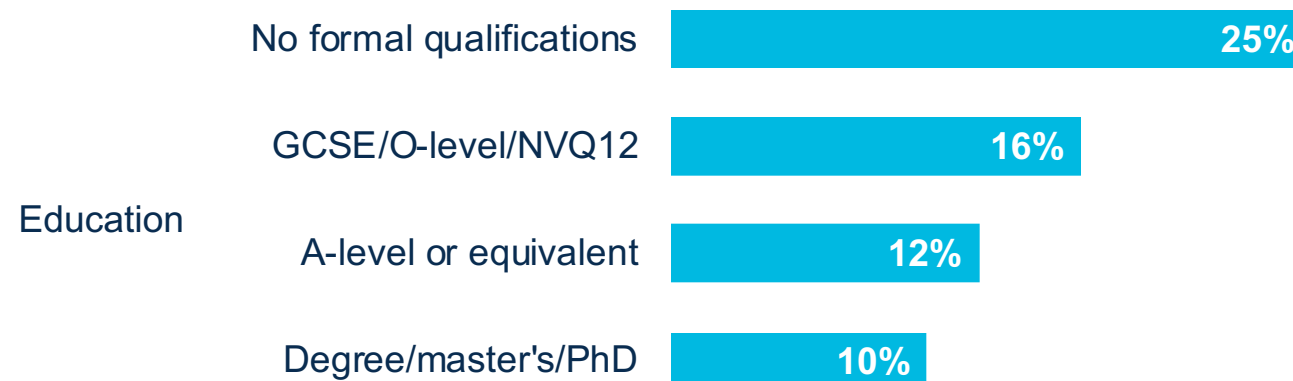 No formal qualifications 25%
GCSE/O-level/NVQ12 16%
Education
A-level or equivalent 12%
Degree/master's/PhD 10%